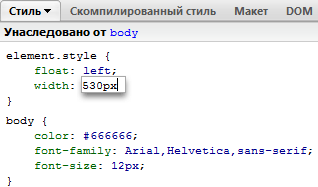 Стиль Скомпилированный стиль Макет DOM
Унаследовано от body
element.style {
float: left;
width: 530px
}
body {
color: #666666;
font-family: Arial,Helvetica,sans-serif;
font-size: 12px;
}